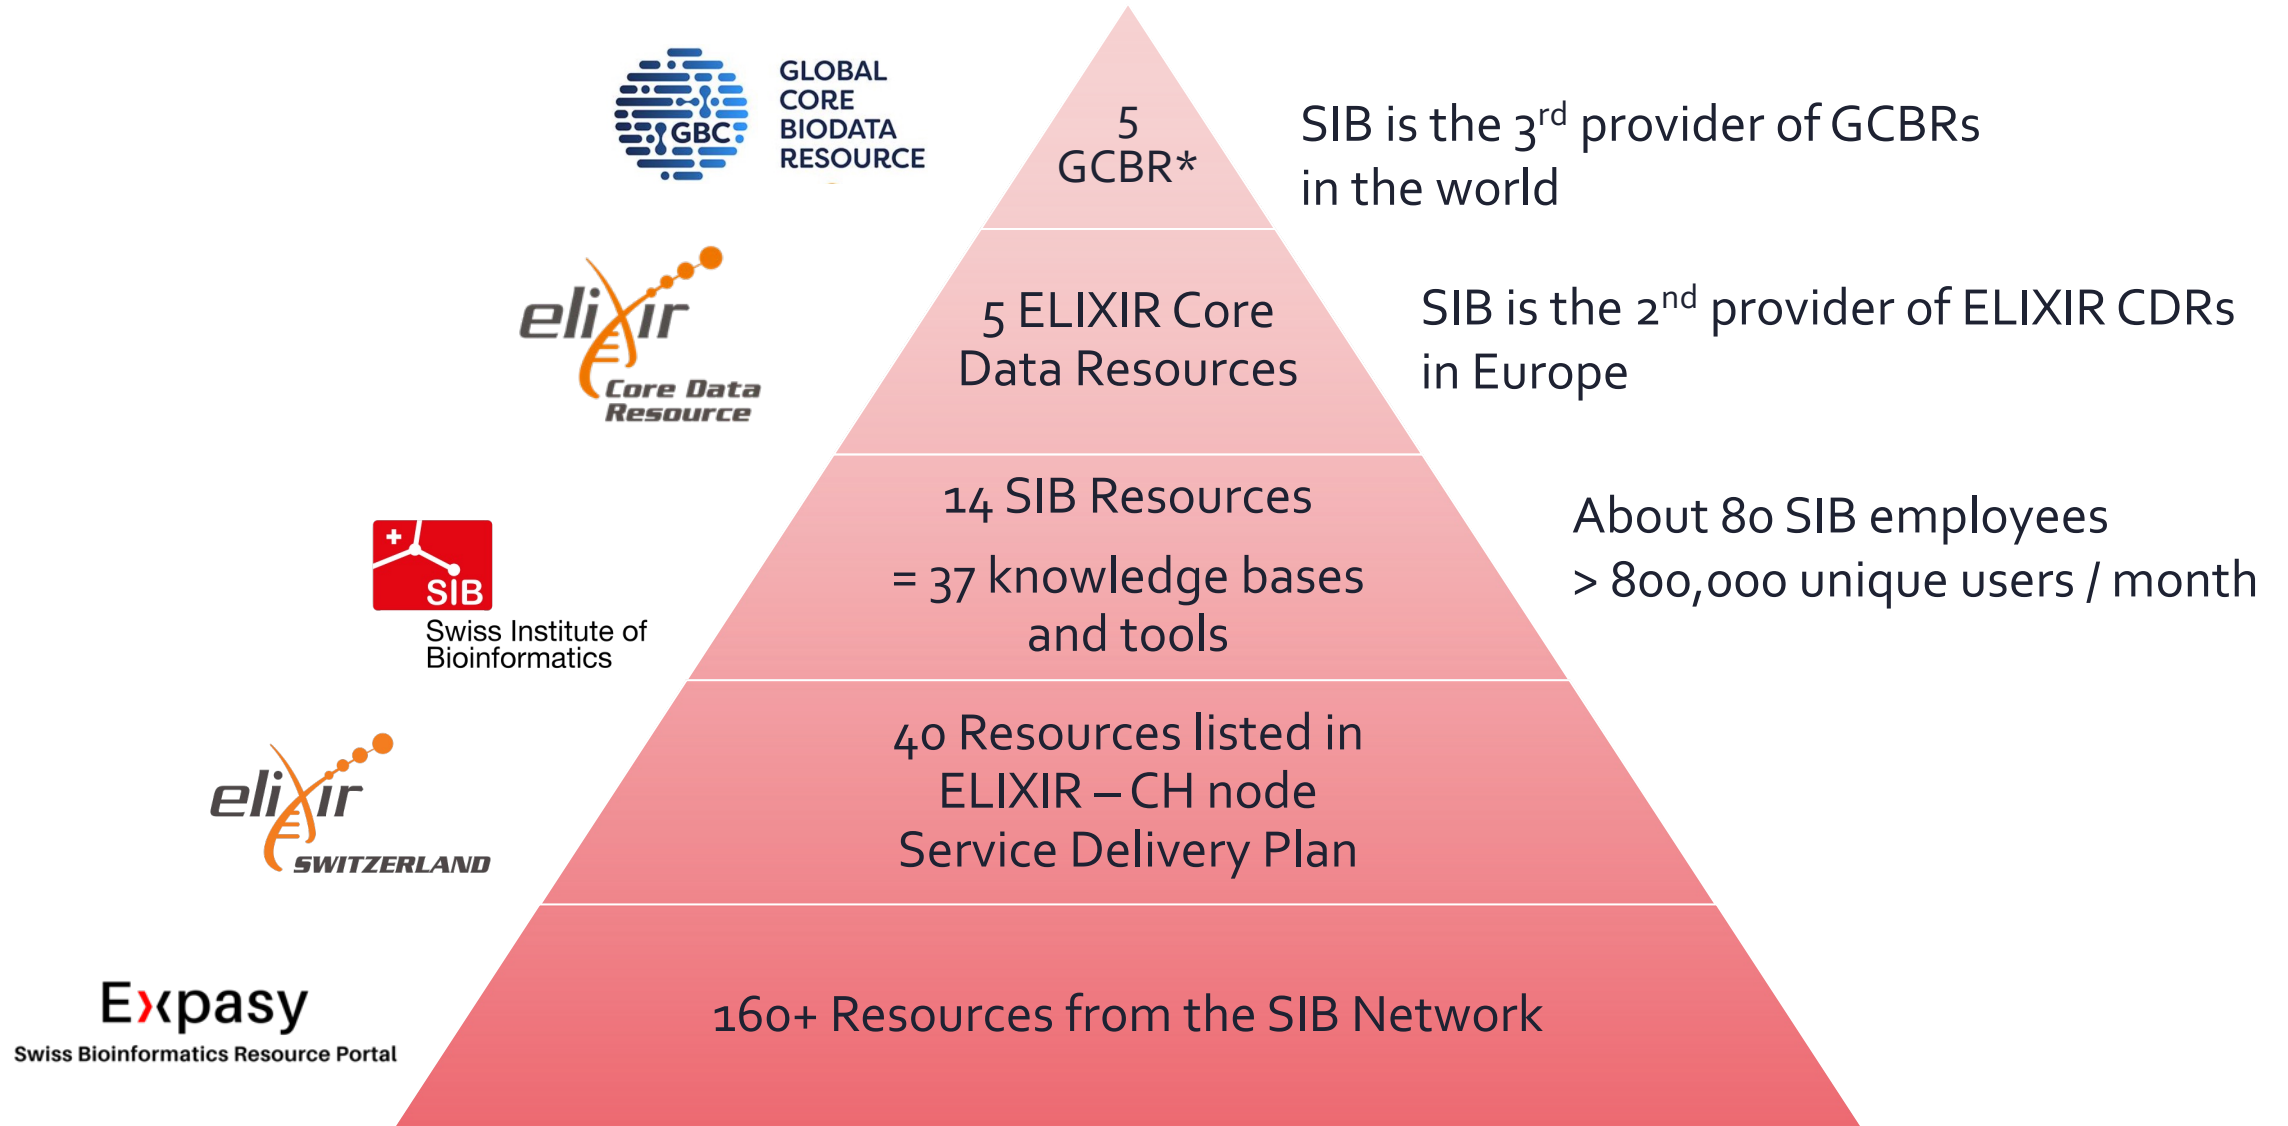 GBC
GLOBAL
CORE
BIODATA
RESOURCE
5
GCBR*
SIB is the 3rd provider of GCBRs
in the world
elixir
Core Data
Resource
5 ELIXIR Core
Data Resources
SIB is the 2nd provider of ELIXIR CDRs
in Europe
SIB
Swiss Institute of
Bioinformatics
14 SIB Resources
= 37 knowledge bases
and tools
About 80 SIB employees
> 800,000 unique users / month
elixir
SWITZERLAND
40 Resources listed in
ELIXIR – CH node
Service Delivery Plan
Expasy
Swiss Bioinformatics Resource Portal
160+ Resources from the SIB Network